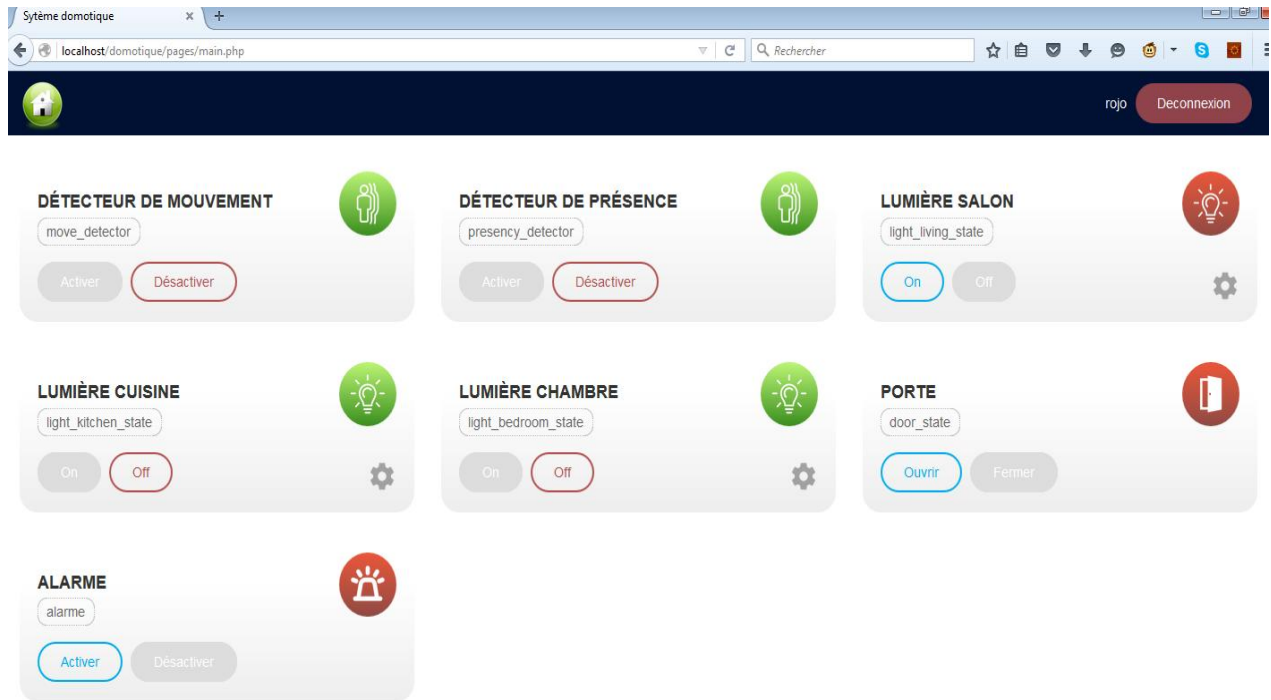 Sytème domotique
localhost/domotique/pages/main.php
Rechercher
rojo
Deconnexion
DÉTECTEUR DE MOUVEMENT
move_detector
Activer
Désactiver
DÉTECTEUR DE PRÉSENCE
presency_detector
Activer
Désactiver
LUMIÈRE SALON
light_living_state
On
Off
LUMIÈRE CUISINE
light_kitchen_state
On
Off
LUMIÈRE CHAMBRE
light_bedroom_state
On
Off
PORTE
door_state
Ouvrir
Fermer
ALARME
alarme
Activer
Désactiver